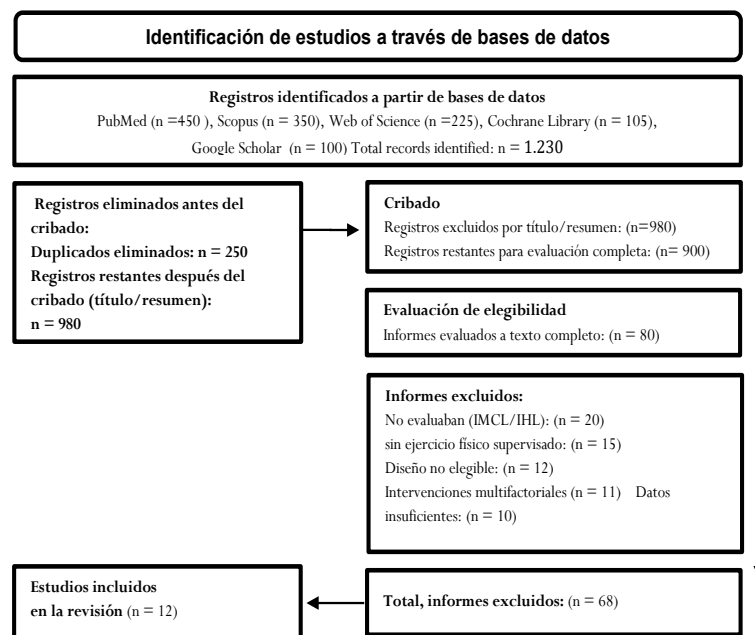 Identificación de estudios a través de bases de datos
Registros identificados a partir de bases de datos
PubMed (n =450 ), Scopus (n = 350), Web of Science (n =225), Cochrane Library (n = 105),
Google Scholar (n = 100) Total records identified: n = 1.230
Registros eliminados antes del
cribado:
Duplicados eliminados: n = 250
Registros restantes después del
cribado (título/resumen):
n = 980
Cribado
Registros excluidos por título/resumen: (n=980)
Registros restantes para evaluación completa: (n= 900)
Evaluación de elegibilidad
Informes evaluados a texto completo: (n = 80)
Informes excluidos:
No evaluaban (IMCL/IHL): (n = 20)
sin ejercicio físico supervisado: (n = 15)
Diseño no elegible: (n = 12)
Intervenciones multifactoriales (n = 11) Datos
insuficientes: (n = 10)
Estudios incluidos
en la revisión (n = 12)
Total, informes excluidos: (n = 68)